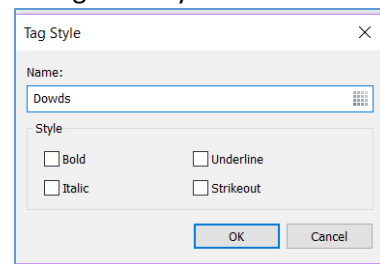 Tag Style
Name:
Dowds
Style
Bold
Underline
Italic
Strikeout
OK
Cancel